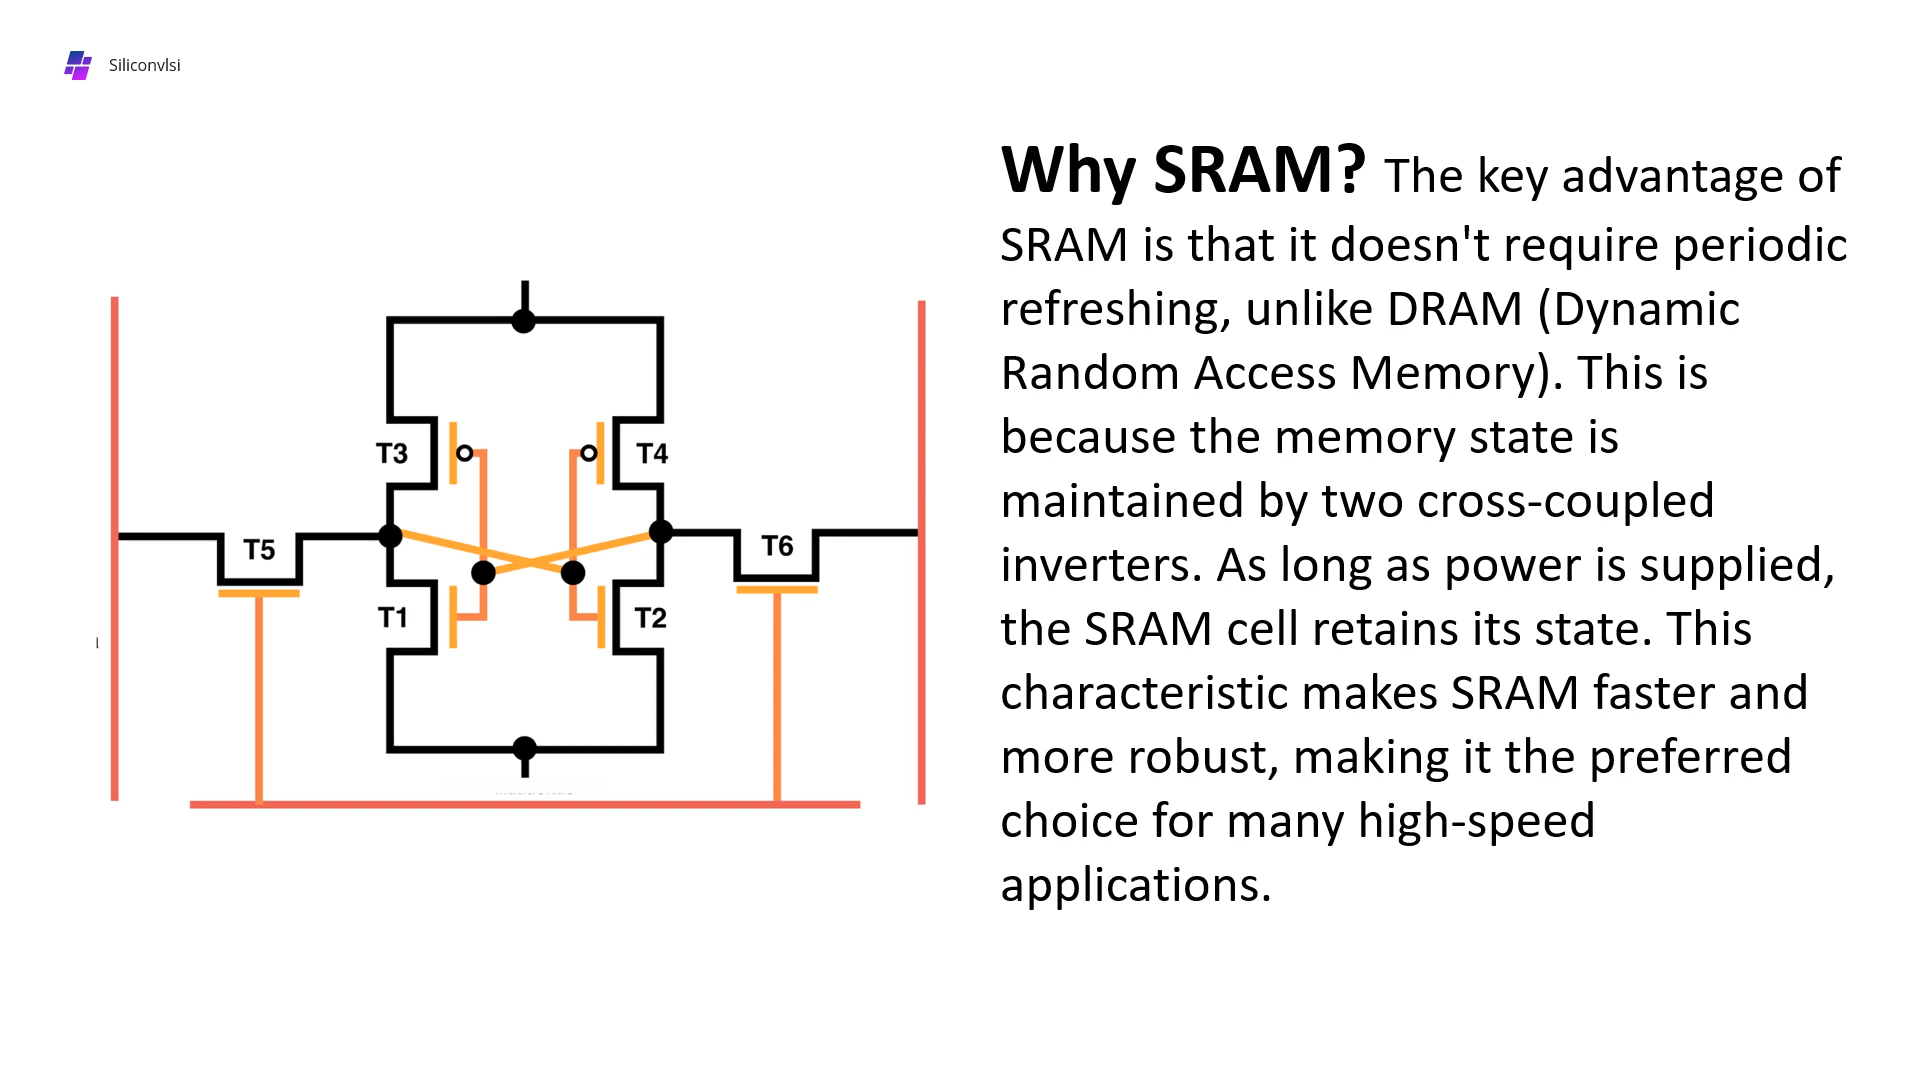 Siliconvlsi
Why SRAM? The key advantage of
SRAM is that it doesn't require periodic
refreshing, unlike DRAM (Dynamic
Random Access Memory). This is
because the memory state is
maintained by two cross-coupled
inverters. As long as power is supplied,
the SRAM cell retains its state. This
characteristic makes SRAM faster and
more robust, making it the preferred
choice for many high-speed
applications.
T3
T4
T5
T6
T1
T2